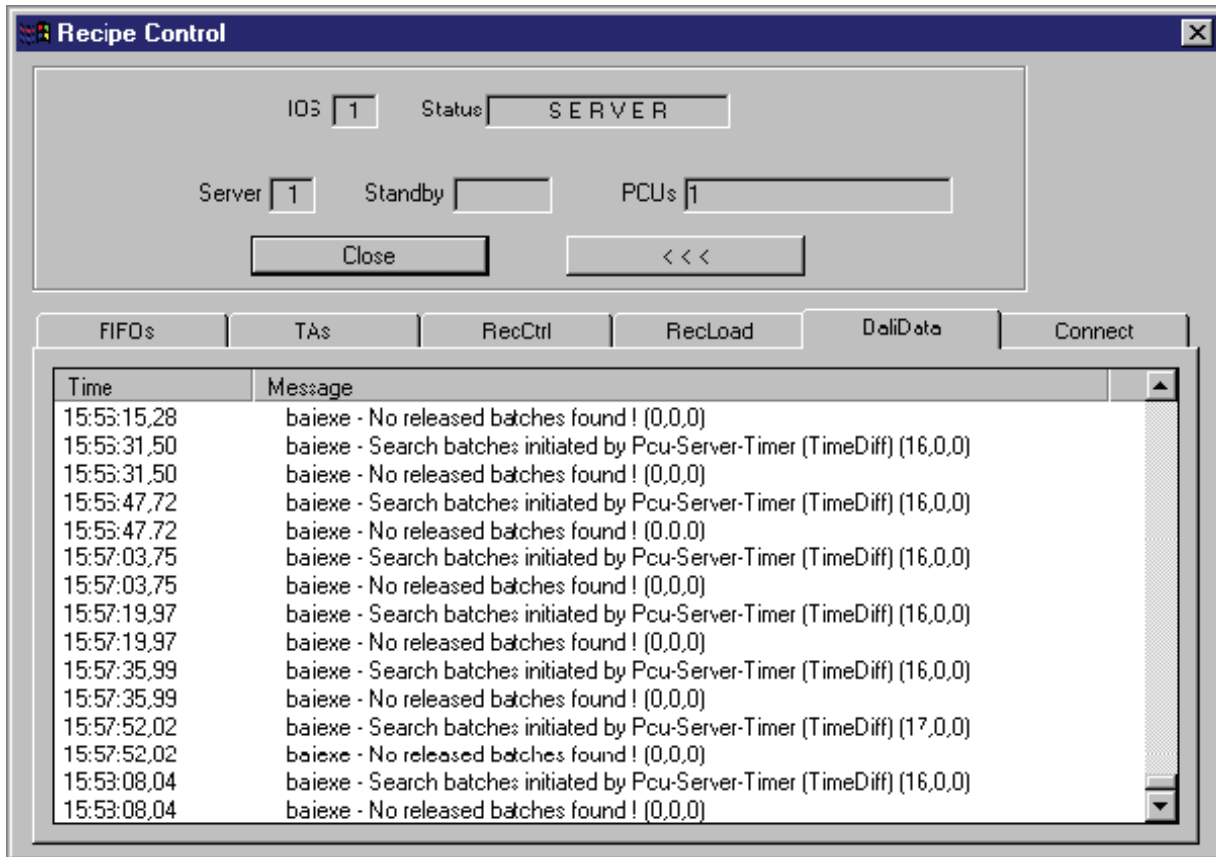 Recipe Control
IOS 1 Status SERVER
Server 1 Standby PCUs 1
Close <<<
FIFOs TAs RecCtrl RecLoad DaliData Connect
Time Message
15:56:15,28 baiexe - No released batches found ! (0,0,0)
15:56:31,50 baiexe - Search batches initiated by Pcu-Server-Timer (TimeDiff) (16,0,0)
15:56:31,50 baiexe - No released batches found ! (0,0,0)
15:56:47,72 baiexe - Search batches initiated by Pcu-Server-Timer (TimeDiff) (16,0,0)
15:56:47,72 baiexe - No released batches found ! (0,0,0)
15:57:03,75 baiexe - Search batches initiated by Pcu-Server-Timer (TimeDiff) (16,0,0)
15:57:03,75 baiexe - No released batches found ! (0,0,0)
15:57:19,97 baiexe - Search batches initiated by Pcu-Server-Timer (TimeDiff) (16,0,0)
15:57:19,97 baiexe - No released batches found ! (0,0,0)
15:57:35,99 baiexe - Search batches initiated by Pcu-Server-Timer (TimeDiff) (16,0,0)
15:57:35,99 baiexe - No released batches found ! (0,0,0)
15:57:52,02 baiexe - Search batches initiated by Pcu-Server-Timer (TimeDiff) (17,0,0)
15:57:52,02 baiexe - No released batches found ! (0,0,0)
15:58:08,04 baiexe - Search batches initiated by Pcu-Server-Timer (TimeDiff) (16,0,0)
15:58:08,04 baiexe - No released batches found ! (0,0,0)